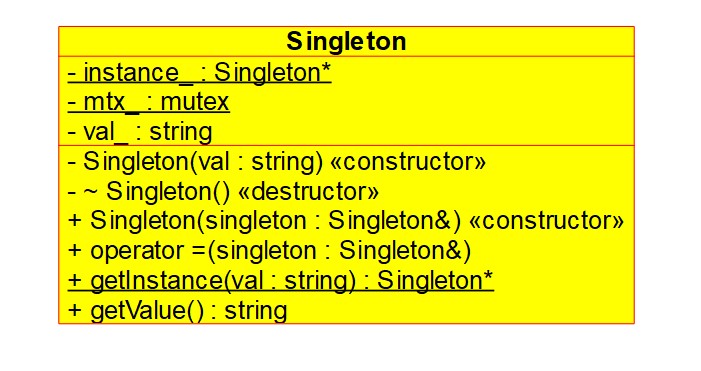 Singleton
- instance_ : Singleton*
- mtx_ : mutex
- val_ : string
- Singleton(val : string) «constructor»
- ~ Singleton() «destructor»
+ Singleton(singleton : Singleton&) «constructor»
+ operator =(singleton : Singleton&)
+ getInstance(val : string) : Singleton*
+ getValue() : string